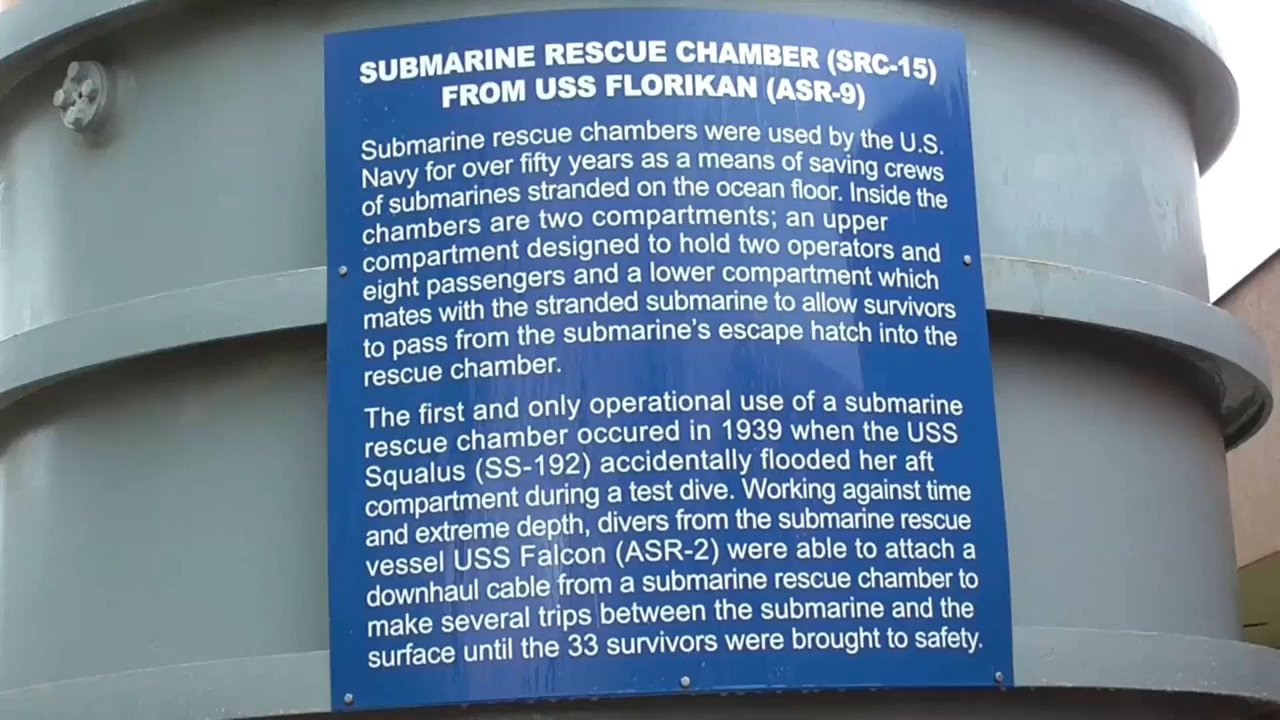 SUBMARINE RESCUE CHAMBER (SRC-15)
FROM USS FLORIKAN (ASR-9)
Submarine rescue chambers were used by the U.S.
Navy for over fifty years as a means of saving crews
of submarines stranded on the ocean floor. Inside the
chambers are two compartments; an upper
compartment designed to hold two operators and
eight passengers and a lower compartment which
mates with the stranded submarine to allow survivors
to pass from the submarine's escape hatch into the
rescue chamber.
The first and only operational use of a submarine
rescue chamber occured in 1939 when the USS
Squalus (SS-192) accidentally flooded her aft
compartment during a test dive. Working against time
and extreme depth, divers from the submarine rescue
vessel USS Falcon (ASR-2) were able to attach a
downhaul cable from a submarine rescue chamber to
make several trips between the submarine and the
surface until the 33 survivors were brought to safety.